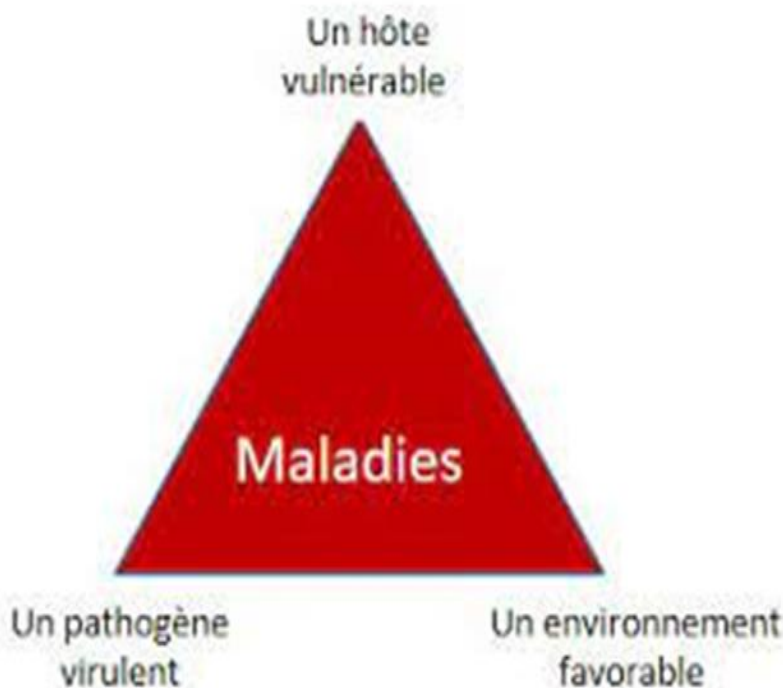 Un hôte
vulnérable
Maladies
Un pathogène
virulent
Un environnement
favorable